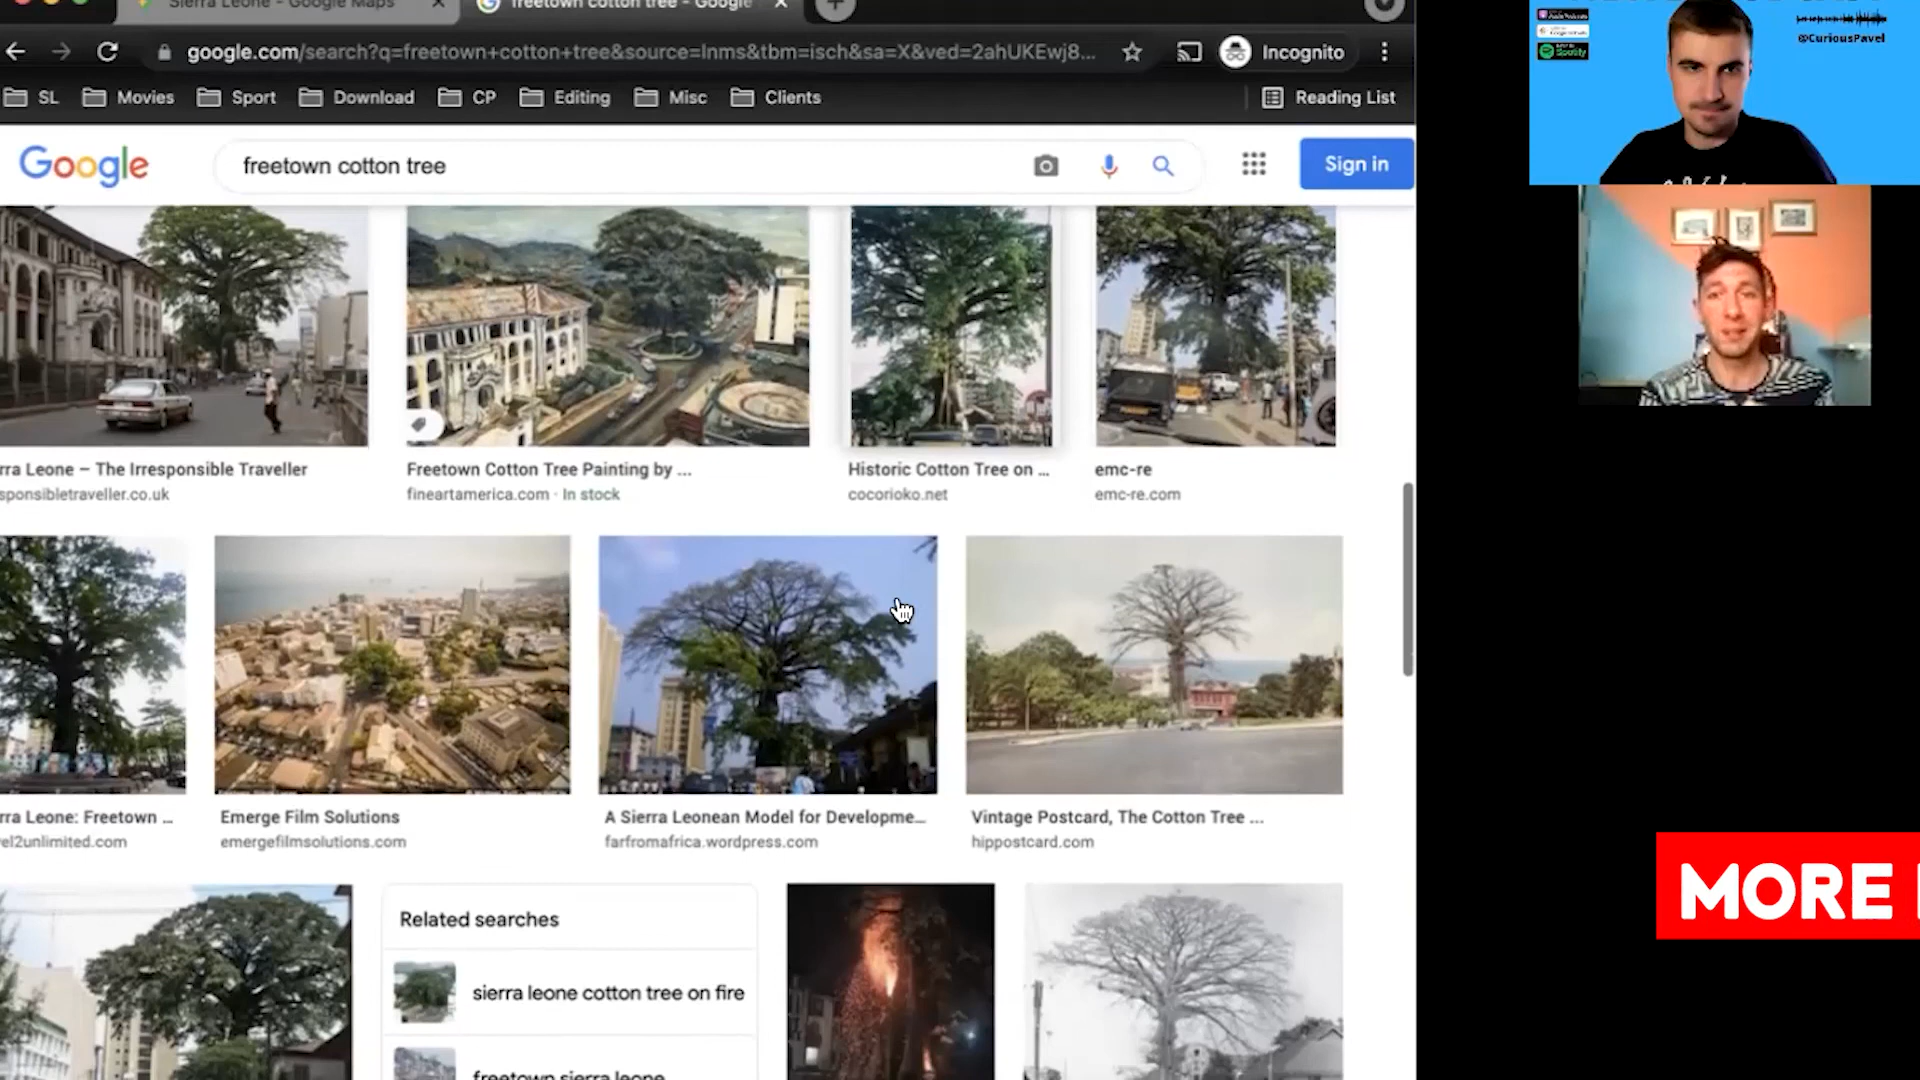 Sierra Leone - Google Maps
freetown cotton tree - Google
google.com/search?q=freetown+cotton+tree&source=lnms&tbm=isch&sa=X&ved=2ahUKEwj8...
Incognito
SL
Movies
Sport
Download
CP
Editing
Misc
Clients
Reading List
Google
freetown cotton tree
Sign in
rra Leone – The Irresponsible Traveller
sponsibletraveller.co.uk
Freetown Cotton Tree Painting by ...
fineartamerica.com · In stock
Historic Cotton Tree on ...
cocorioko.net
emc-re
emc-re.com
rra Leone: Freetown ...
vel2unlimited.com
Emerge Film Solutions
emergefilmsolutions.com
A Sierra Leonean Model for Developme...
farfromafrica.wordpress.com
Vintage Postcard, The Cotton Tree ...
hippostcard.com
Related searches
sierra leone cotton tree on fire
freetown sierra leone
@CuriousPavel
Spotify
MORE